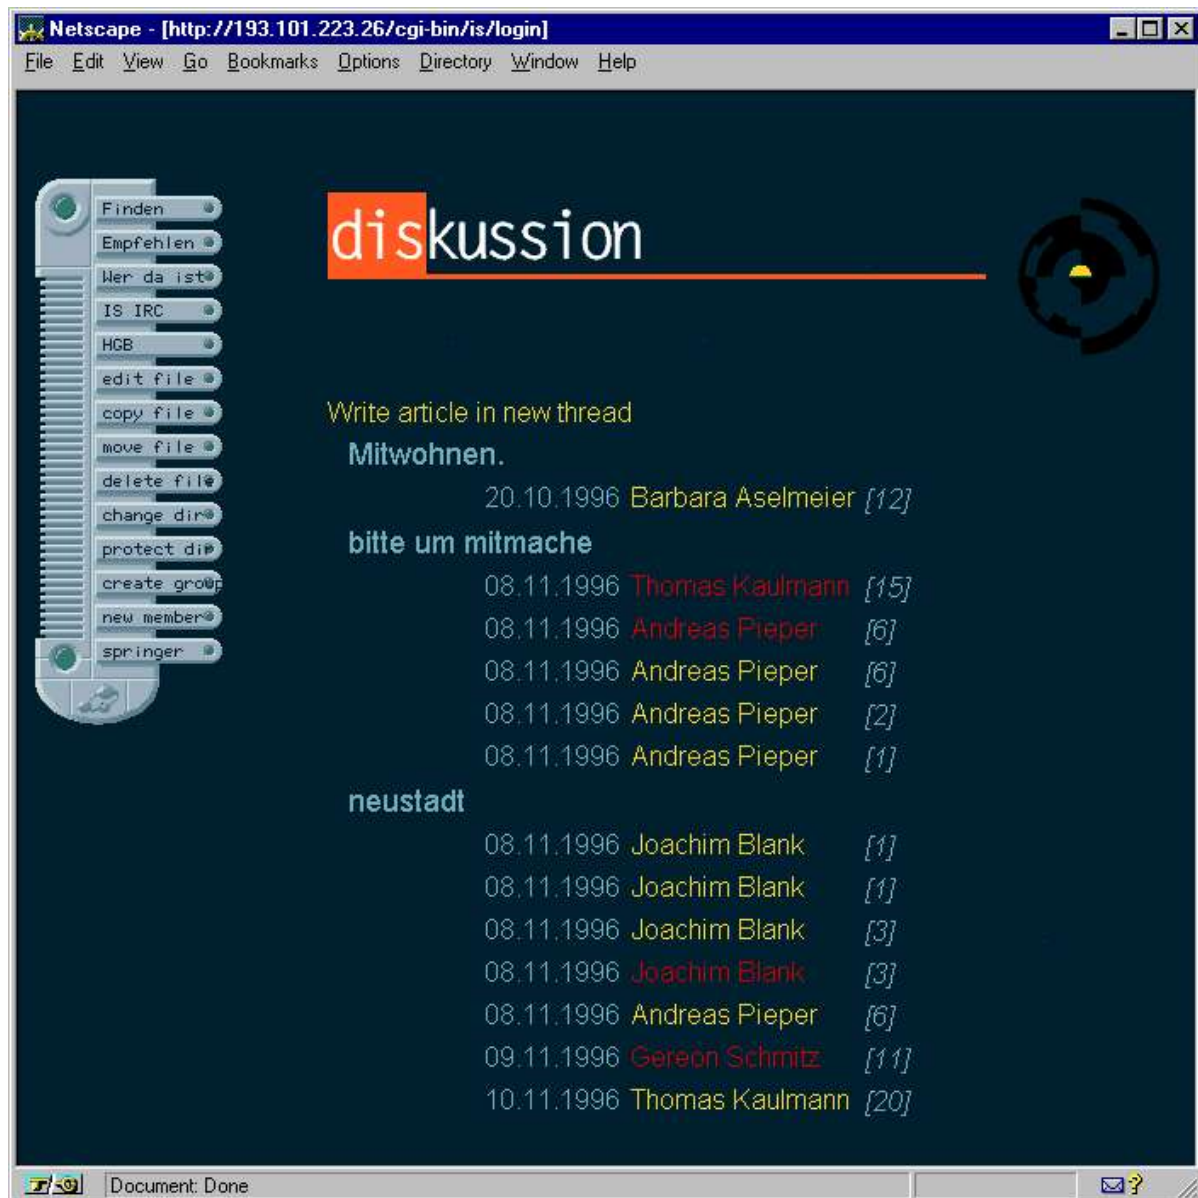 Netscape - [http://193.101.223.26/cgi-bin/is/login]
File Edit View Go Bookmarks Options Directory Window Help
Finden
Empfehlen
Wer da ist
IS IRC
HGB
edit file
copy file
move file
delete file
change dir
protect dir
create group
new member
springer
diskussion
Write article in new thread
Mitwohnen.
20.10.1996 Barbara Aselmeier [12]
bitte um mitmache
08.11.1996 Thomas Kaulmann [15]
08.11.1996 Andreas Pieper [6]
08.11.1996 Andreas Pieper [6]
08.11.1996 Andreas Pieper [2]
08.11.1996 Andreas Pieper [1]
neustadt
08.11.1996 Joachim Blank [1]
08.11.1996 Joachim Blank [1]
08.11.1996 Joachim Blank [3]
08.11.1996 Joachim Blank [3]
08.11.1996 Andreas Pieper [6]
09.11.1996 Gereon Schmitz [11]
10.11.1996 Thomas Kaulmann [20]
Document: Done